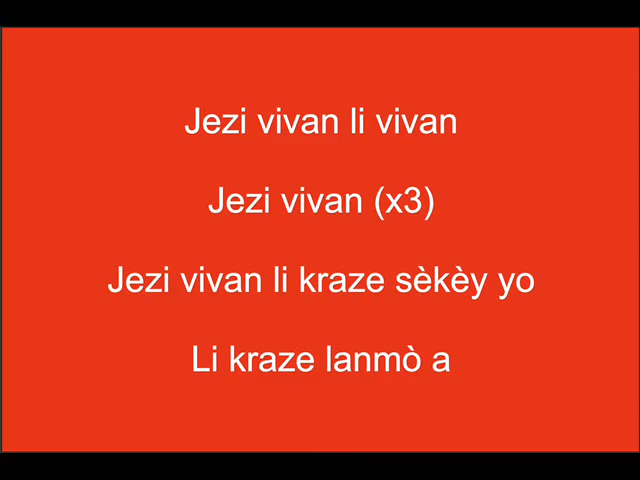 Jezi vivan li vivan
Jezi vivan (x3)
Jezi vivan li kraze sèkèy yo
Li kraze lanmò a